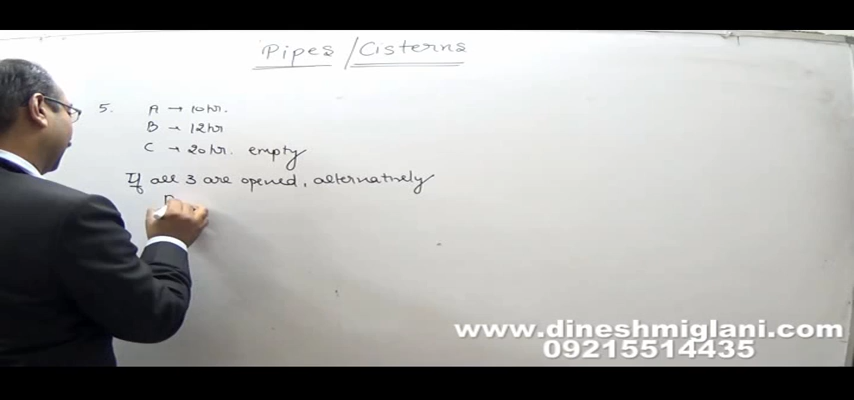 Pipes / Cisterns
5. A → 10hr.
B → 12hr
C → 20hr. empty
If all 3 are opened, alternatively
www.dineshmiglani.com
09215514435